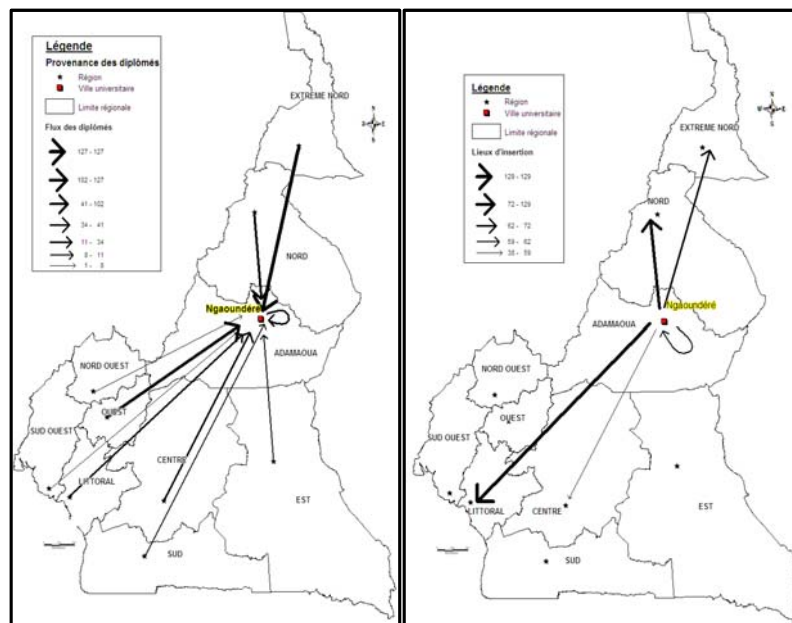 Légende
Provenance des diplômés
Région
Ville universitaire
Limite régionale
Flux des diplômés
127 - 127
102 - 127
41 - 102
34 - 41
11 - 34
8 - 11
1 - 8
EXTREME NORD
N
S
NORD
Ngaoundéré
ADAMAOUA
NORD OUEST
OUEST
SUD OUEST
LITTORAL
CENTRE
EST
SUD
Légende
Région
Ville universitaire
Limite régionale
Lieux d'insertion
129 - 129
72 - 129
62 - 72
59 - 62
35 - 59
EXTREME NORD
N
S
NORD
Ngaoundéré
ADAMAOUA
NORD OUEST
OUEST
SUD OUEST
LITTORAL
CENTRE
EST
SUD